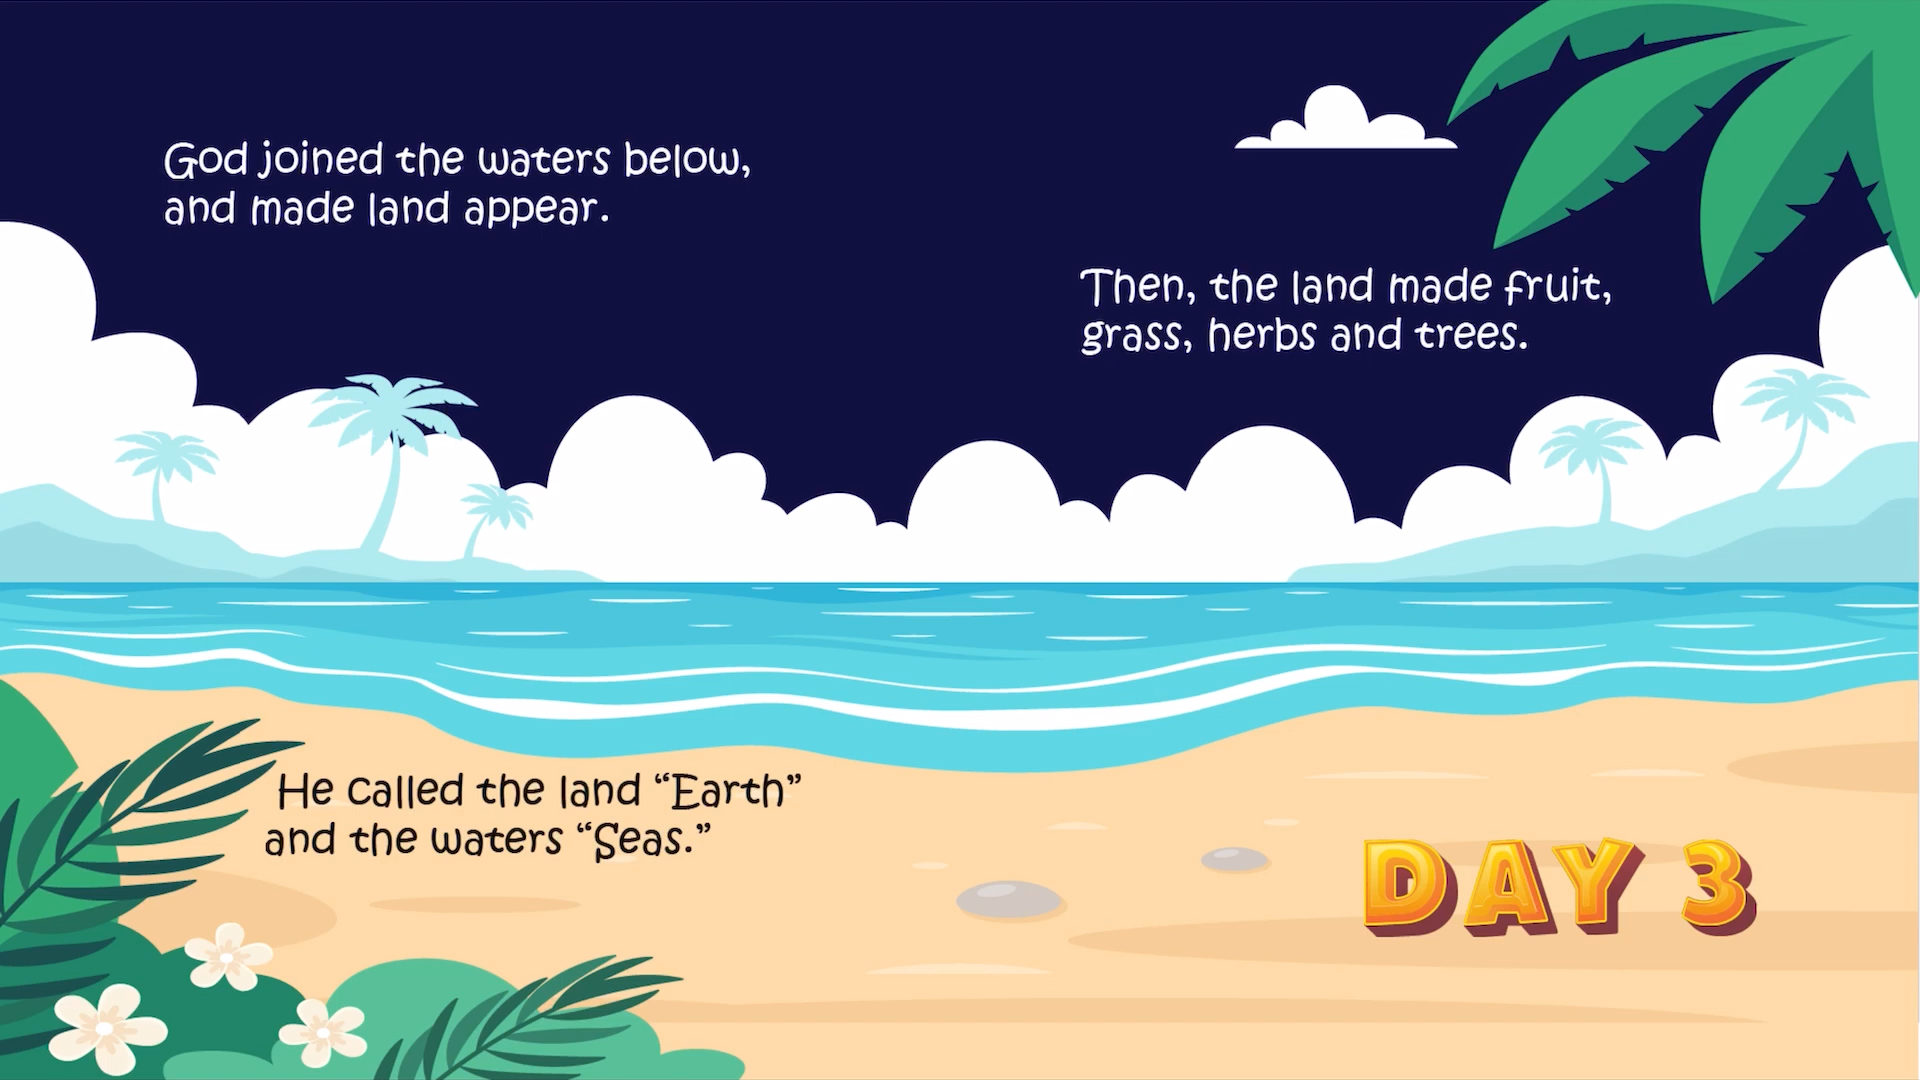 God joined the waters below,
and made land appear.
Then, the land made fruit,
grass, herbs and trees.
He called the land “Earth”
and the waters “Seas.”
DAY 3